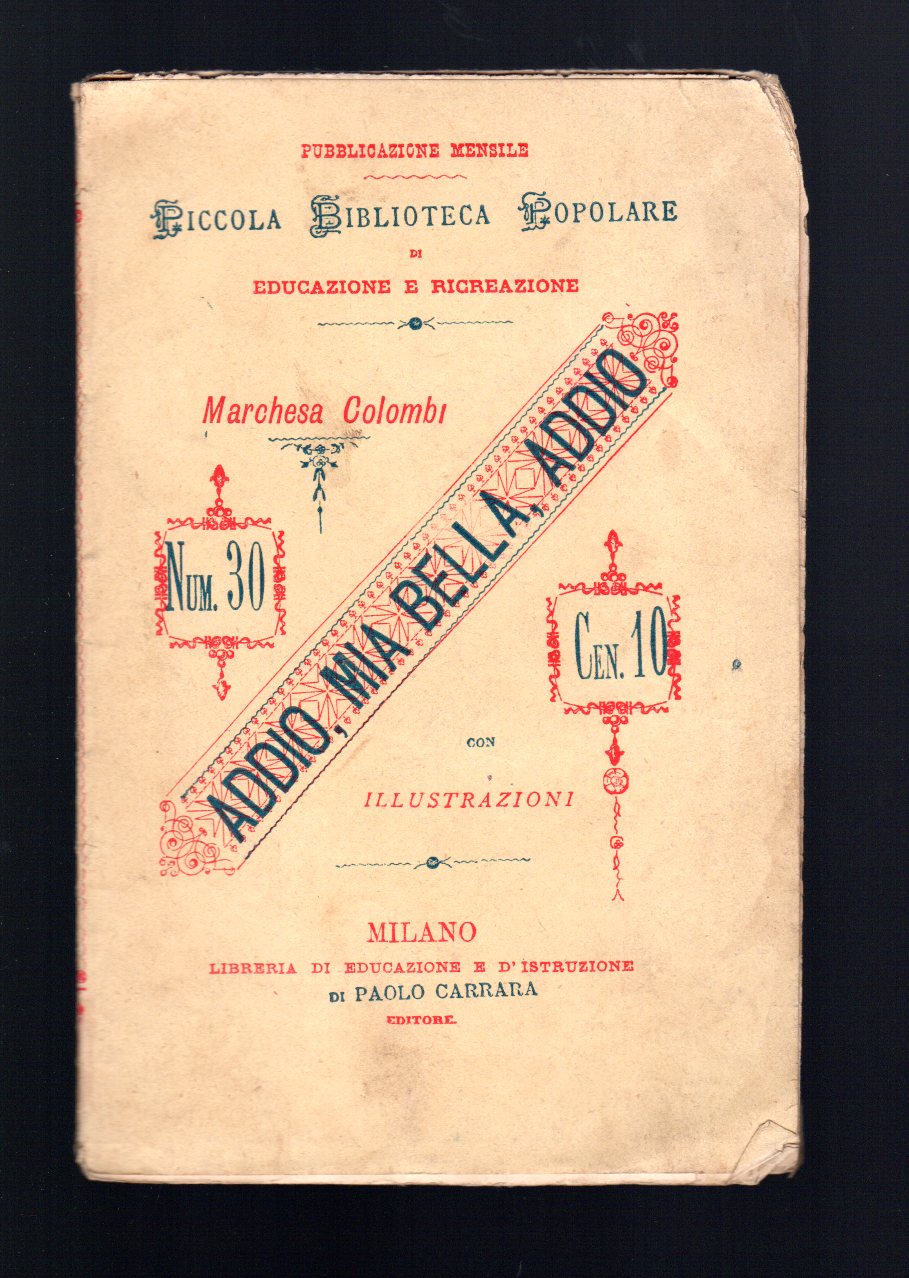 PUBBLICAZIONE MENSILE
PICCOLA BIBLIOTECA POPOLARE
DI
EDUCAZIONE E RICREAZIONE
Marchesa Colombi
ADDIO, MIA BELLA, ADDIO
NUM. 30
CEN. 10
CON
ILLUSTRAZIONI
MILANO
LIBRERIA DI EDUCAZIONE E D' ISTRUZIONE
DI PAOLO CARRARA
EDITORE.